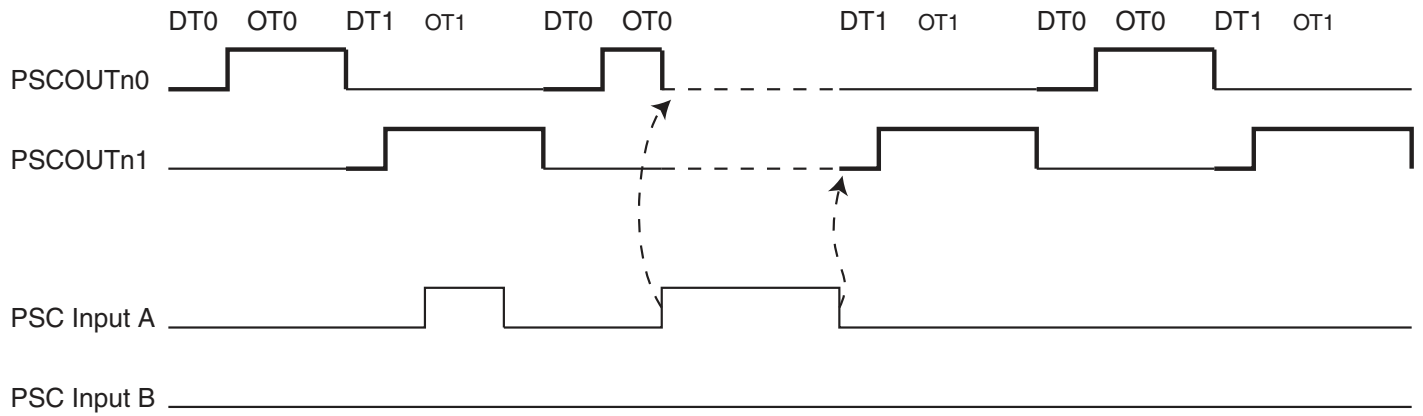 DT0 OT0 DT1 OT1 DT0 OT0 DT1 OT1 DT0 OT0 DT1 OT1
PSCOUTn0
PSCOUTn1
PSC Input A
PSC Input B